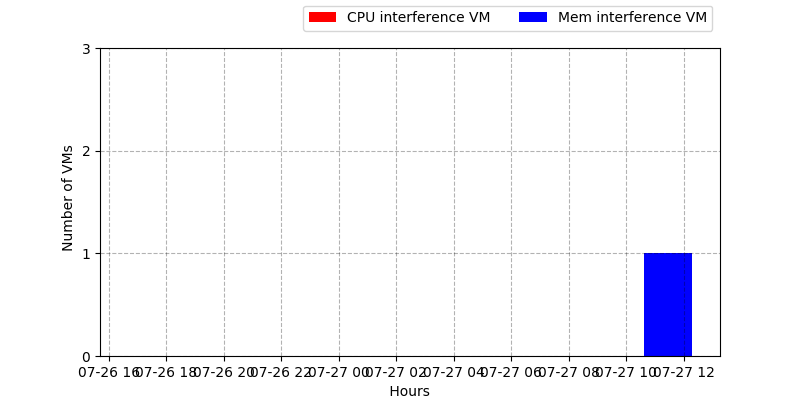 CPU interference VM Mem interference VM
3
2
1
0
Number of VMs
07-26 16 07-26 18 07-26 20 07-26 22 07-27 00 07-27 02 07-27 04 07-27 06 07-27 08 07-27 10 07-27 12
Hours